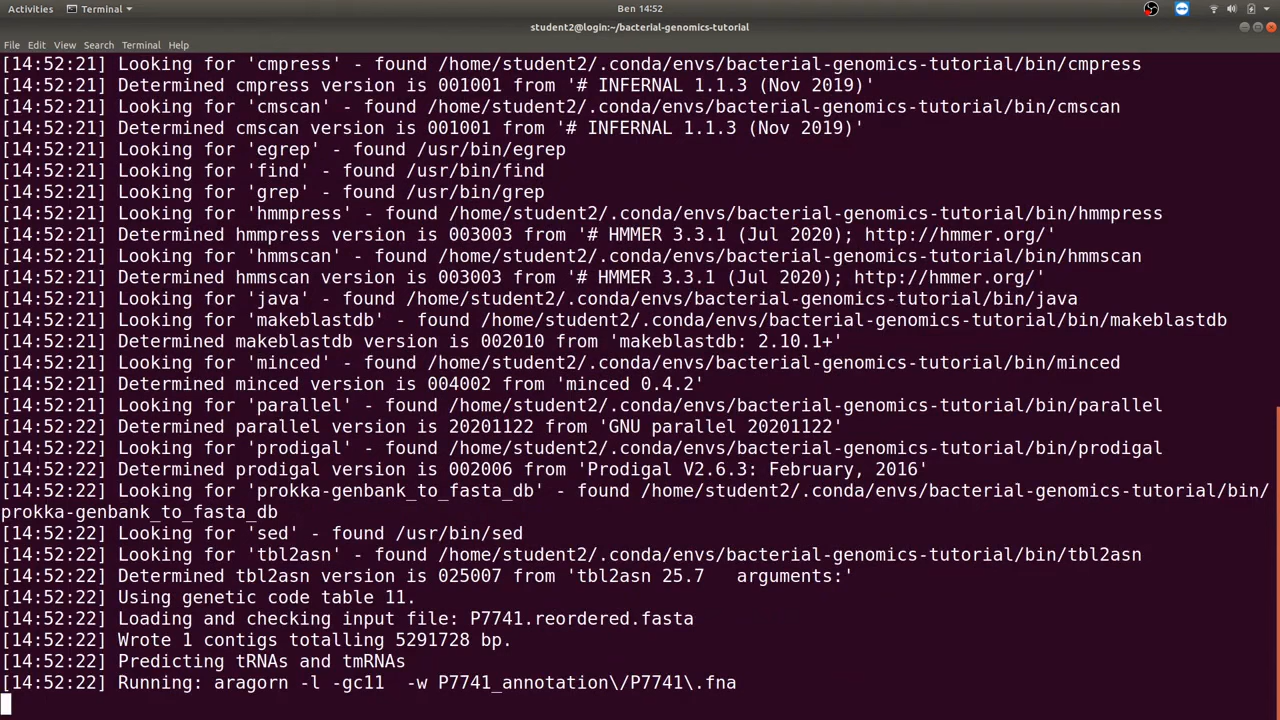 Activities Terminal Ben 14:52
student2@login:~/bacterial-genomics-tutorial
File Edit View Search Terminal Help
[14:52:21] Looking for 'cmpress' - found /home/student2/.conda/envs/bacterial-genomics-tutorial/bin/cmpress
[14:52:21] Determined cmpress version is 001001 from '# INFERNAL 1.1.3 (Nov 2019)'
[14:52:21] Looking for 'cmscan' - found /home/student2/.conda/envs/bacterial-genomics-tutorial/bin/cmscan
[14:52:21] Determined cmscan version is 001001 from '# INFERNAL 1.1.3 (Nov 2019)'
[14:52:21] Looking for 'egrep' - found /usr/bin/egrep
[14:52:21] Looking for 'find' - found /usr/bin/find
[14:52:21] Looking for 'grep' - found /usr/bin/grep
[14:52:21] Looking for 'hmmpress' - found /home/student2/.conda/envs/bacterial-genomics-tutorial/bin/hmmpress
[14:52:21] Determined hmmpress version is 003003 from '# HMMER 3.3.1 (Jul 2020); http://hmmer.org/'
[14:52:21] Looking for 'hmmscan' - found /home/student2/.conda/envs/bacterial-genomics-tutorial/bin/hmmscan
[14:52:21] Determined hmmscan version is 003003 from '# HMMER 3.3.1 (Jul 2020); http://hmmer.org/'
[14:52:21] Looking for 'java' - found /home/student2/.conda/envs/bacterial-genomics-tutorial/bin/java
[14:52:21] Looking for 'makeblastdb' - found /home/student2/.conda/envs/bacterial-genomics-tutorial/bin/makeblastdb
[14:52:21] Determined makeblastdb version is 002010 from 'makeblastdb: 2.10.1+'
[14:52:21] Looking for 'minced' - found /home/student2/.conda/envs/bacterial-genomics-tutorial/bin/minced
[14:52:21] Determined minced version is 004002 from 'minced 0.4.2'
[14:52:21] Looking for 'parallel' - found /home/student2/.conda/envs/bacterial-genomics-tutorial/bin/parallel
[14:52:22] Determined parallel version is 20201122 from 'GNU parallel 20201122'
[14:52:22] Looking for 'prodigal' - found /home/student2/.conda/envs/bacterial-genomics-tutorial/bin/prodigal
[14:52:22] Determined prodigal version is 002006 from 'Prodigal V2.6.3: February, 2016'
[14:52:22] Looking for 'prokka-genbank_to_fasta_db' - found /home/student2/.conda/envs/bacterial-genomics-tutorial/bin/
prokka-genbank_to_fasta_db
[14:52:22] Looking for 'sed' - found /usr/bin/sed
[14:52:22] Looking for 'tbl2asn' - found /home/student2/.conda/envs/bacterial-genomics-tutorial/bin/tbl2asn
[14:52:22] Determined tbl2asn version is 025007 from 'tbl2asn 25.7   arguments:'
[14:52:22] Using genetic code table 11.
[14:52:22] Loading and checking input file: P7741.reordered.fasta
[14:52:22] Wrote 1 contigs totalling 5291728 bp.
[14:52:22] Predicting tRNAs and tmRNAs
[14:52:22] Running: aragorn -l -gc11  -w P7741_annotation\/P7741\.fna